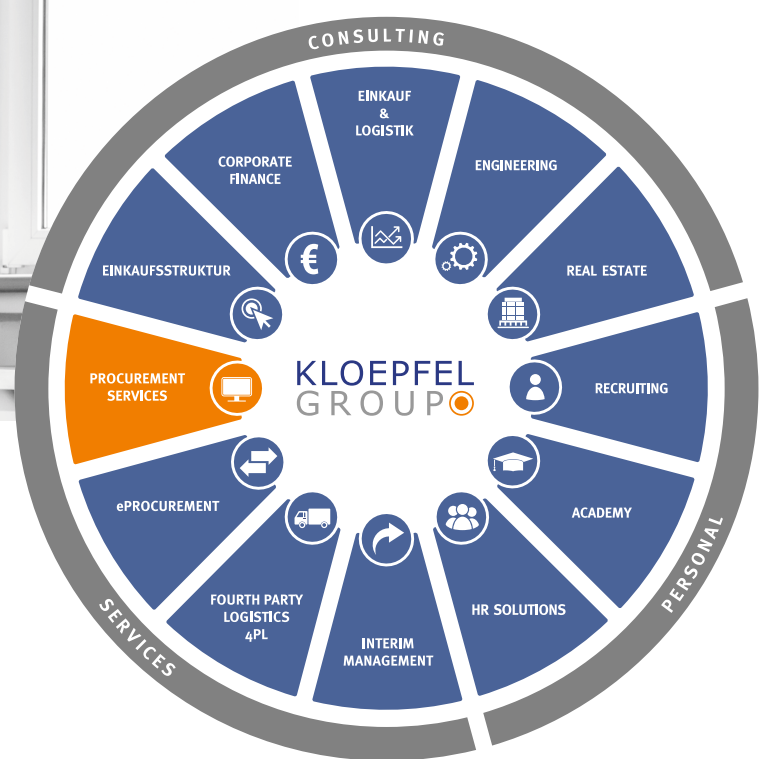 CONSULTING
EINKAUF
&
LOGISTIK
ENGINEERING
REAL ESTATE
RECRUITING
ACADEMY
HR SOLUTIONS
INTERIM
MANAGEMENT
FOURTH PARTY
LOGISTICS
4PL
ePROCUREMENT
PROCUREMENT
SERVICES
EINKAUFSSTRUKTUR
CORPORATE
FINANCE
€
KLOEPFEL
GROUP
PERSONAL
SERVICES